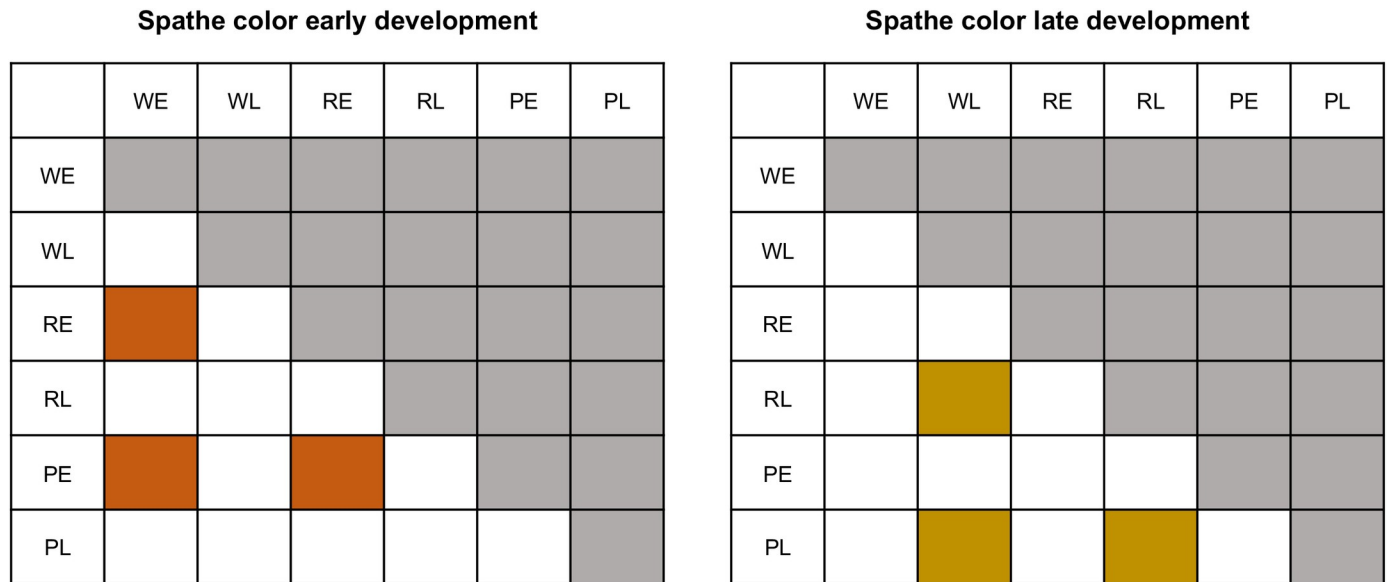 Spathe color early development
Spathe color late development
WE WL RE RL PE PL
WE WL RE RL PE PL
WE
WE
WL
WL
RE
RE
RL
RL
PE
PE
PL
PL